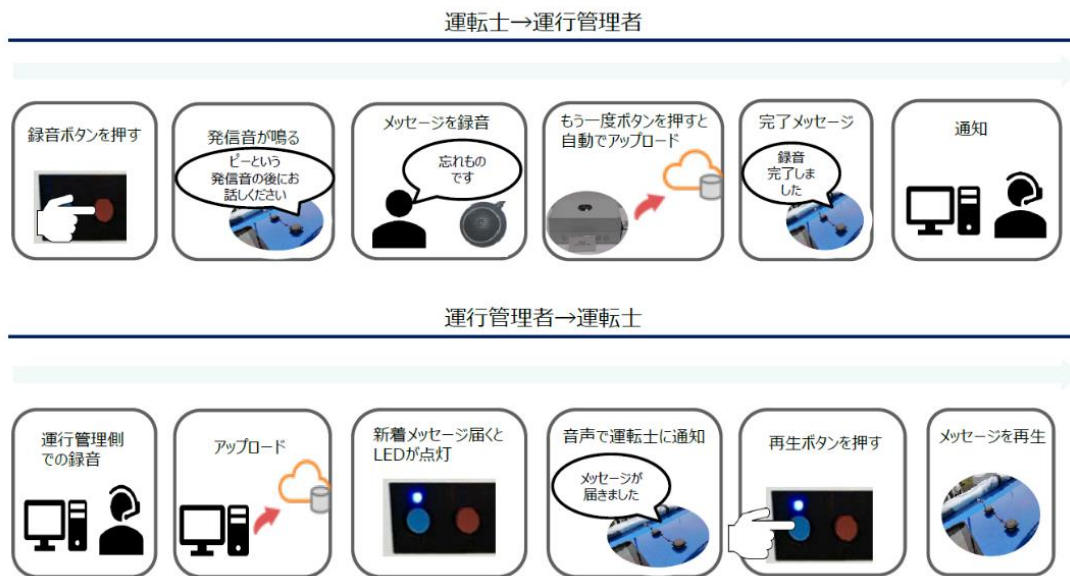 運転士→運行管理者
録音ボタンを押す
発信音が鳴る
ピーという
発信音の後にお
話しください
メッセージを録音
忘れもの
です
もう一度ボタンを押すと
自動でアップロード
完了メッセージ
録音
完了しま
した
通知
運行管理者→運転士
運行管理側
での録音
アップロード
新着メッセージ届くと
LEDが点灯
音声で運転士に通知
メッセージが
届きました
再生ボタンを押す
メッセージを再生